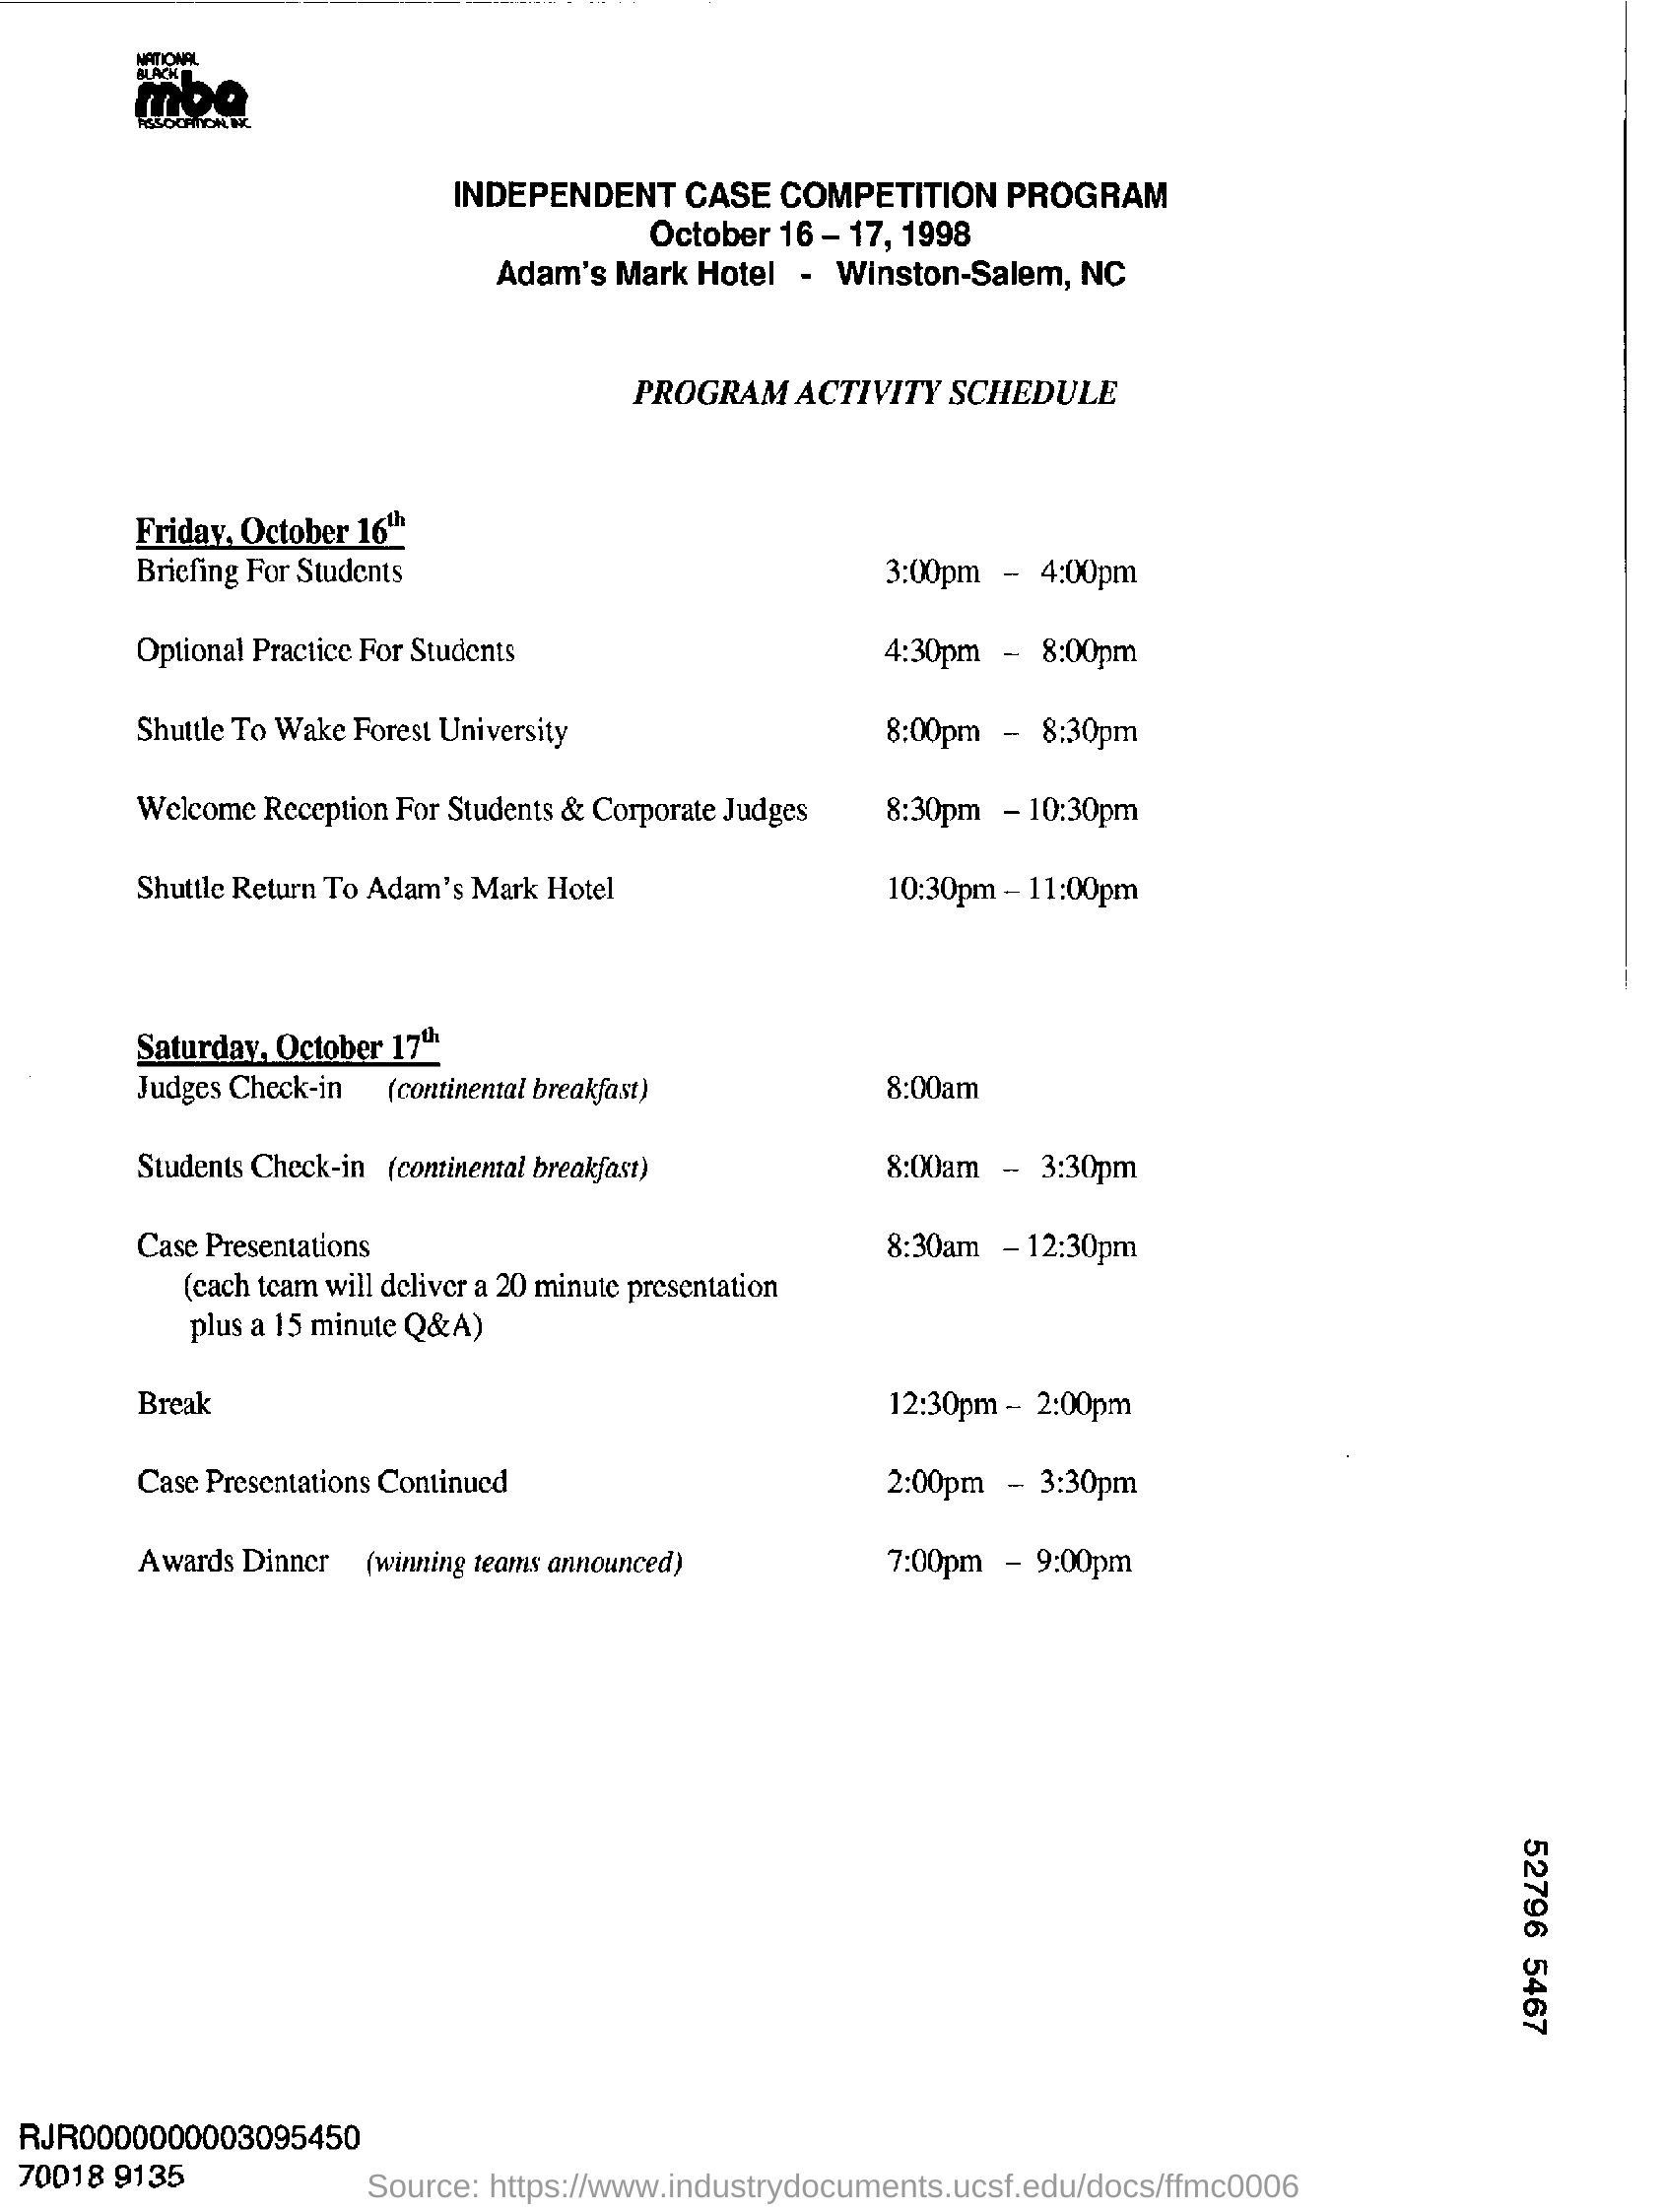 NATIONAL
BLACK
mba
ASSOCIATION, INC.
INDEPENDENT CASE COMPETITION PROGRAM
October 16 – 17, 1998
Adam's Mark Hotel - Winston-Salem, NC
PROGRAM ACTIVITY SCHEDULE
Friday, October 16th
Briefing For Students 3:00pm – 4:00pm
Optional Practice For Students 4:30pm – 8:00pm
Shuttle To Wake Forest University 8:00pm – 8:30pm
Welcome Reception For Students & Corporate Judges 8:30pm – 10:30pm
Shuttle Return To Adam's Mark Hotel 10:30pm – 11:00pm
Saturday, October 17th
Judges Check-in (continental breakfast) 8:00am
Students Check-in (continental breakfast) 8:00am – 3:30pm
Case Presentations 8:30am – 12:30pm
(each team will deliver a 20 minute presentation
plus a 15 minute Q&A)
Break 12:30pm – 2:00pm
Case Presentations Continued 2:00pm – 3:30pm
Awards Dinner (winning teams announced) 7:00pm – 9:00pm
52796 5467
RJR0000000003095450
70018 9135
Source: https://www.industrydocuments.ucsf.edu/docs/ffmc0006